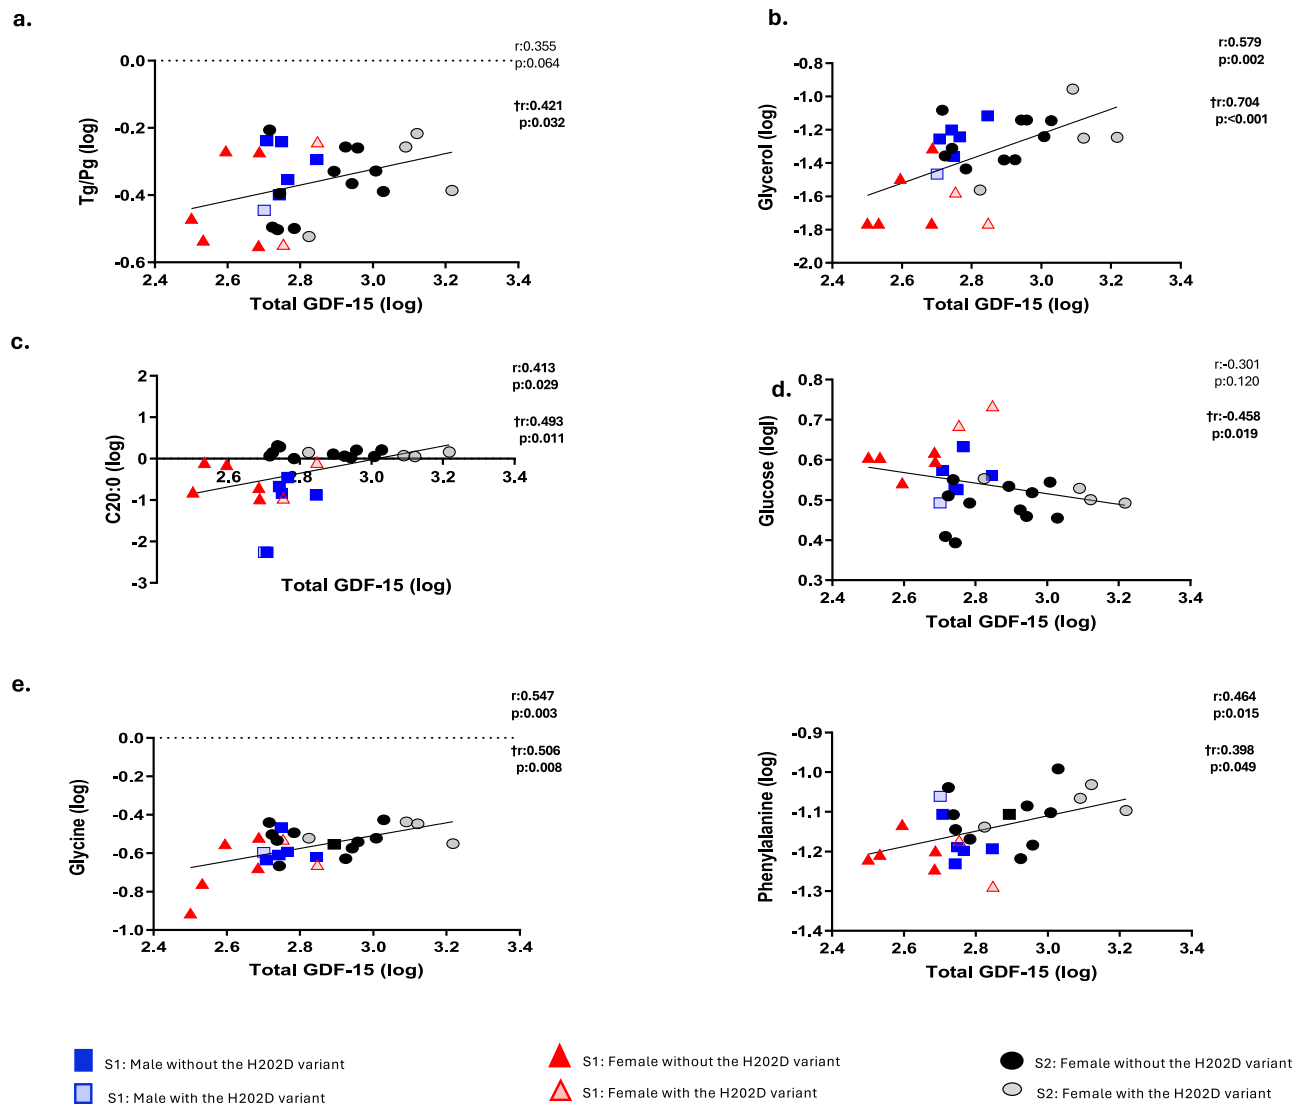 a.
r:0.355
p:0.064
†r:0.421
p:0.032
0.0
-0.2
-0.4
-0.6
Tg/Pg (log)
2.4 2.6 2.8 3.0 3.2 3.4
Total GDF-15 (log)
b.
r:0.579
p:0.002
†r:0.704
p:<0.001
-0.8
-1.0
-1.2
-1.4
-1.6
-1.8
-2.0
Glycerol (log)
2.4 2.6 2.8 3.0 3.2 3.4
Total GDF-15 (log)
c.
r:0.413
p:0.029
†r:0.493
p:0.011
2
1
0
-1
-2
-3
C20:0 (log)
2.6 2.8 3.0 3.2 3.4
Total GDF-15 (log)
d.
r:-0.301
p:0.120
†r:-0.458
p:0.019
0.8
0.7
0.6
0.5
0.4
0.3
Glucose (logl)
2.4 2.6 2.8 3.0 3.2 3.4
Total GDF-15 (log)
e.
r:0.547
p:0.003
†r:0.506
p:0.008
0.0
-0.2
-0.4
-0.6
-0.8
-1.0
Glycine (log)
2.4 2.6 2.8 3.0 3.2 3.4
Total GDF-15 (log)
r:0.464
p:0.015
†r:0.398
p:0.049
-0.9
-1.0
-1.1
-1.2
-1.3
-1.4
Phenylalanine (log)
2.4 2.6 2.8 3.0 3.2 3.4
Total GDF-15 (log)
S1: Male without the H202D variant
S1: Male with the H202D variant
S1: Female without the H202D variant
S1: Female with the H202D variant
S2: Female without the H202D variant
S2: Female with the H202D variant